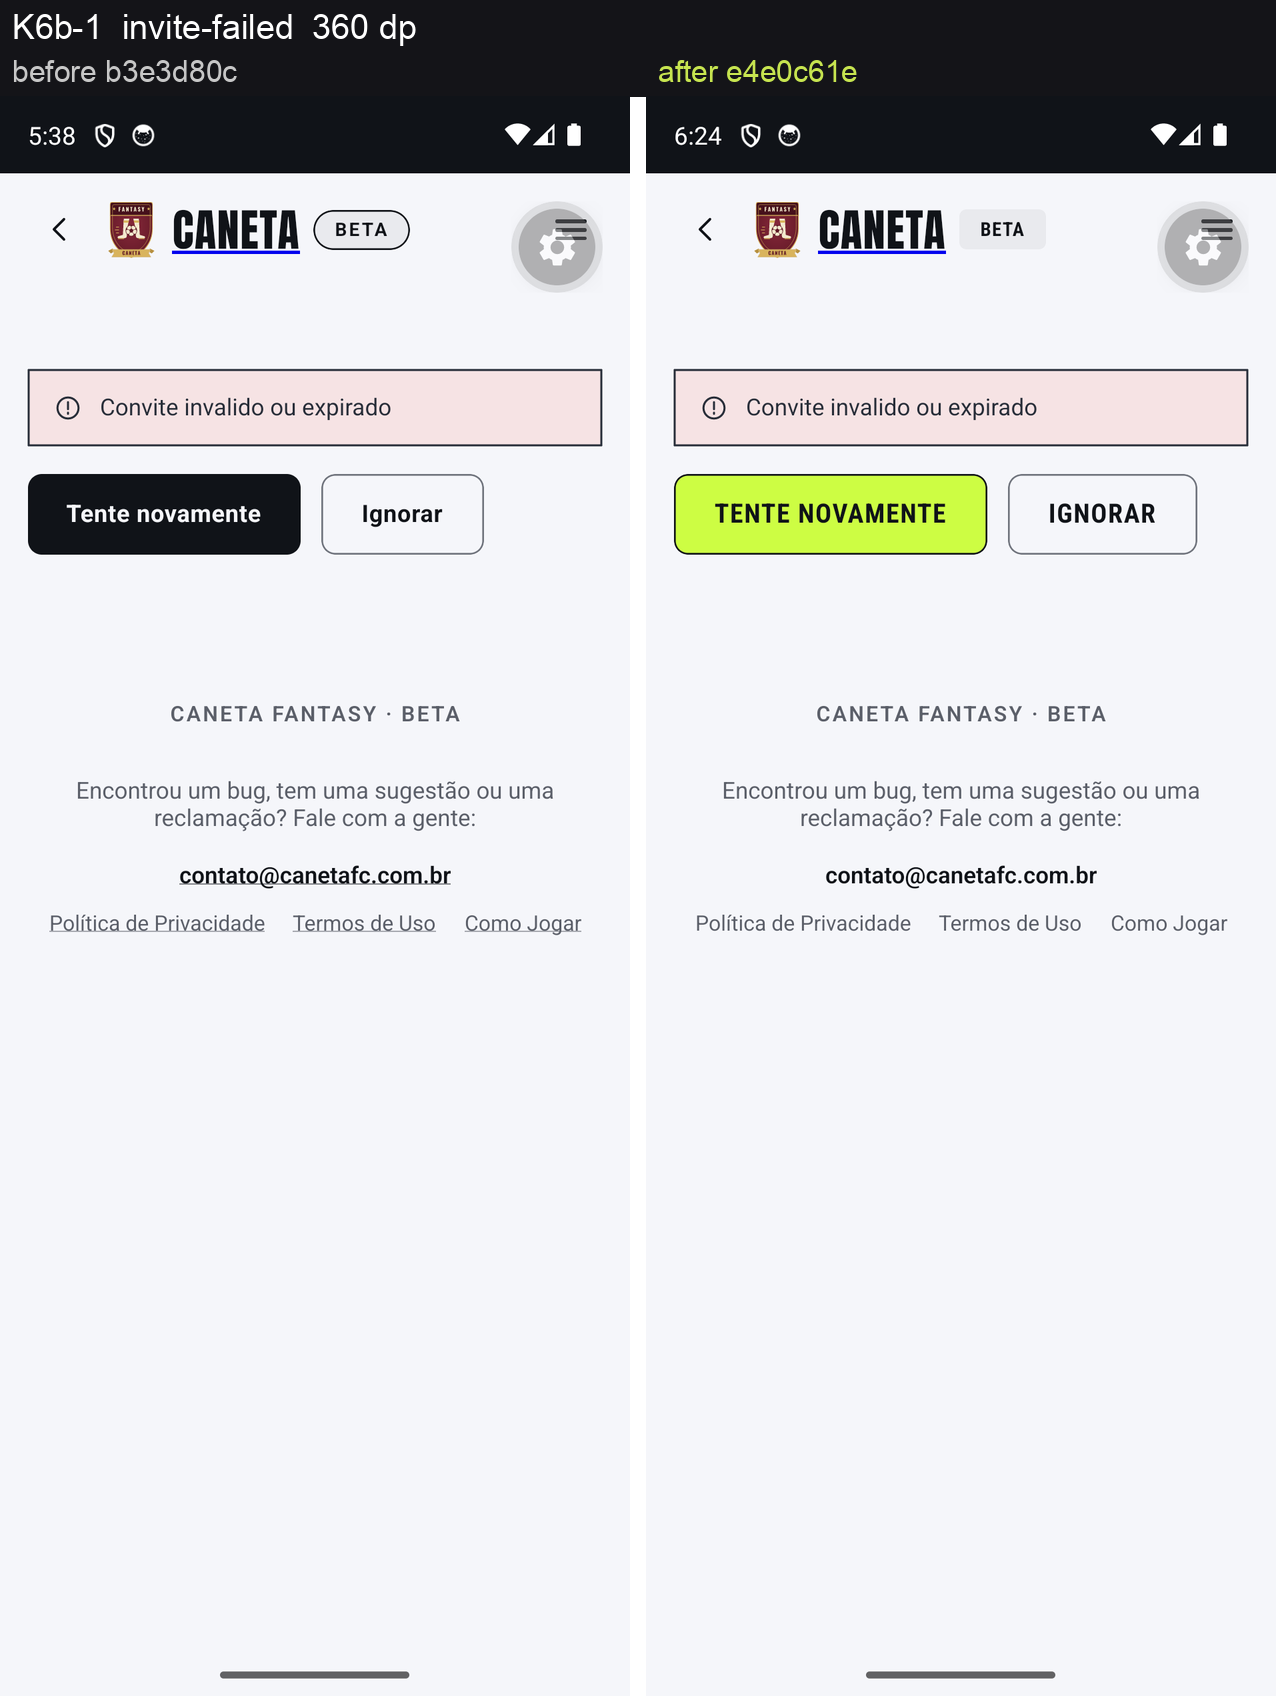 K6b-1 invite-failed 360 dp
before b3e3d80c
after e4e0c61e
5:38
FANTASY
CANETA
CANETA
BETA
Convite invalido ou expirado
Tente novamente
Ignorar
CANETA FANTASY · BETA
Encontrou um bug, tem uma sugestão ou uma
reclamação? Fale com a gente:
contato@canetafc.com.br
Política de Privacidade
Termos de Uso
Como Jogar
6:24
FANTASY
CANETA
CANETA
BETA
Convite invalido ou expirado
TENTE NOVAMENTE
IGNORAR
CANETA FANTASY · BETA
Encontrou um bug, tem uma sugestão ou uma
reclamação? Fale com a gente:
contato@canetafc.com.br
Política de Privacidade
Termos de Uso
Como Jogar